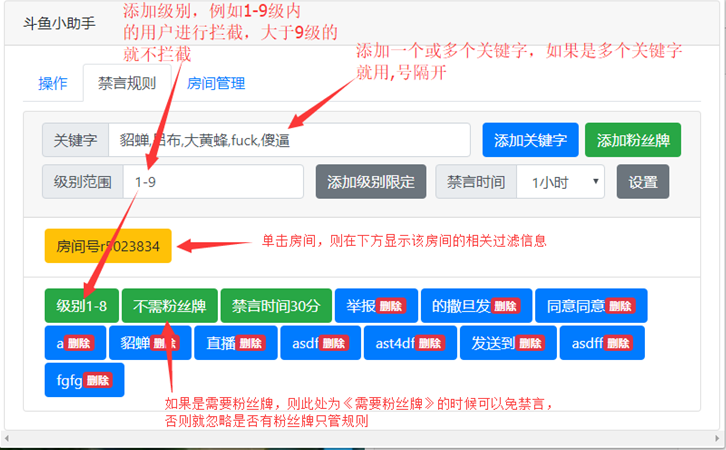 斗鱼小助手
添加级别，例如1-9级内
的用户进行拦截，大于9级的
就不拦截
添加一个或多个关键字，如果是多个关键字
就用,号隔开
操作 禁言规则 房间管理
关键字 貂蝉,吕布,大黄蜂,fuck,傻逼 添加关键字 添加粉丝牌
级别范围 1-9 添加级别限定 禁言时间 1小时 设置
房间号r5023834 单击房间，则在下方显示该房间的相关过滤信息
级别1-8 不需粉丝牌 禁言时间30分 举报 删除 的撒旦发 删除 同意同意 删除
a 删除 貂蝉 删除 直播 删除 asdf 删除 ast4df 删除 发送到 删除 asdff 删除
fgfg 删除
如果是需要粉丝牌，则此处为《需要粉丝牌》的时候可以免禁言，
否则就忽略是否有粉丝牌只管规则